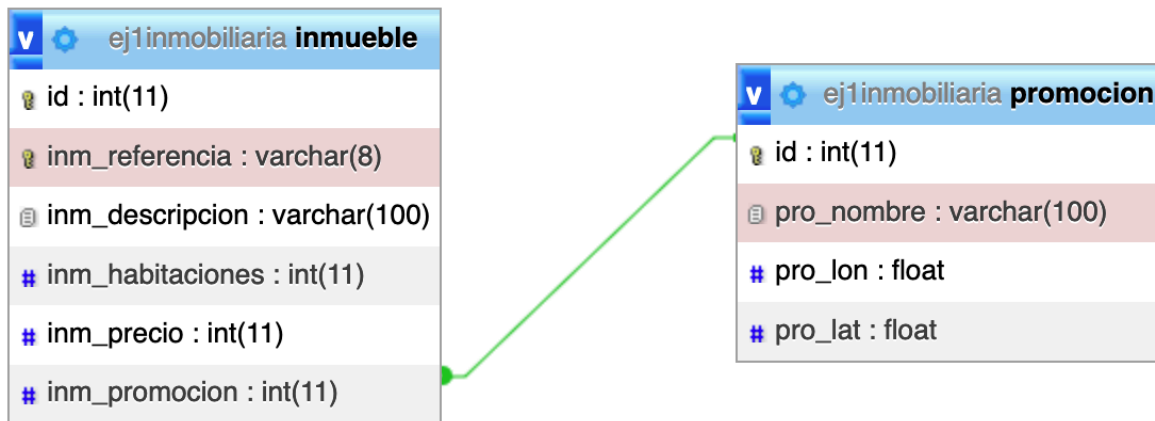 v ej1inmobiliaria inmueble
id : int(11)
inm_referencia : varchar(8)
inm_descripcion : varchar(100)
# inm_habitaciones : int(11)
# inm_precio : int(11)
# inm_promocion : int(11)
v ej1inmobiliaria promocion
id : int(11)
pro_nombre : varchar(100)
# pro_lon : float
# pro_lat : float